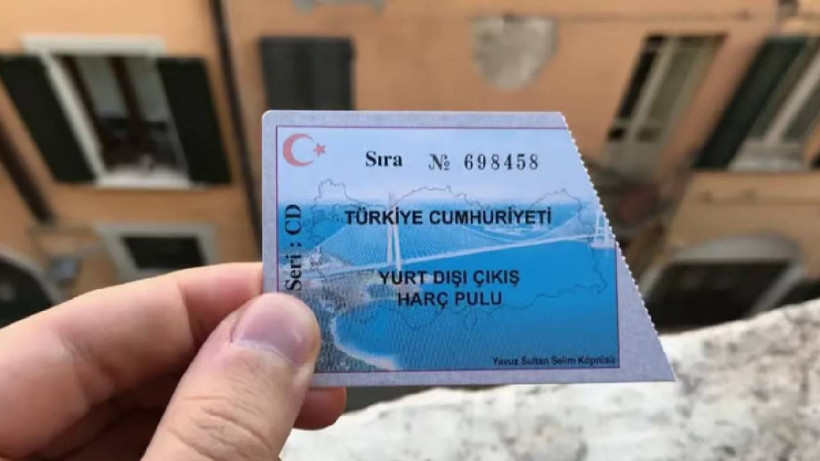 Sıra № 698458
Seri : CD
TÜRKİYE CUMHURİYETİ
YURT DIŞI ÇIKIŞ
HARÇ PULU
Yavuz Sultan Selim Köprüsü